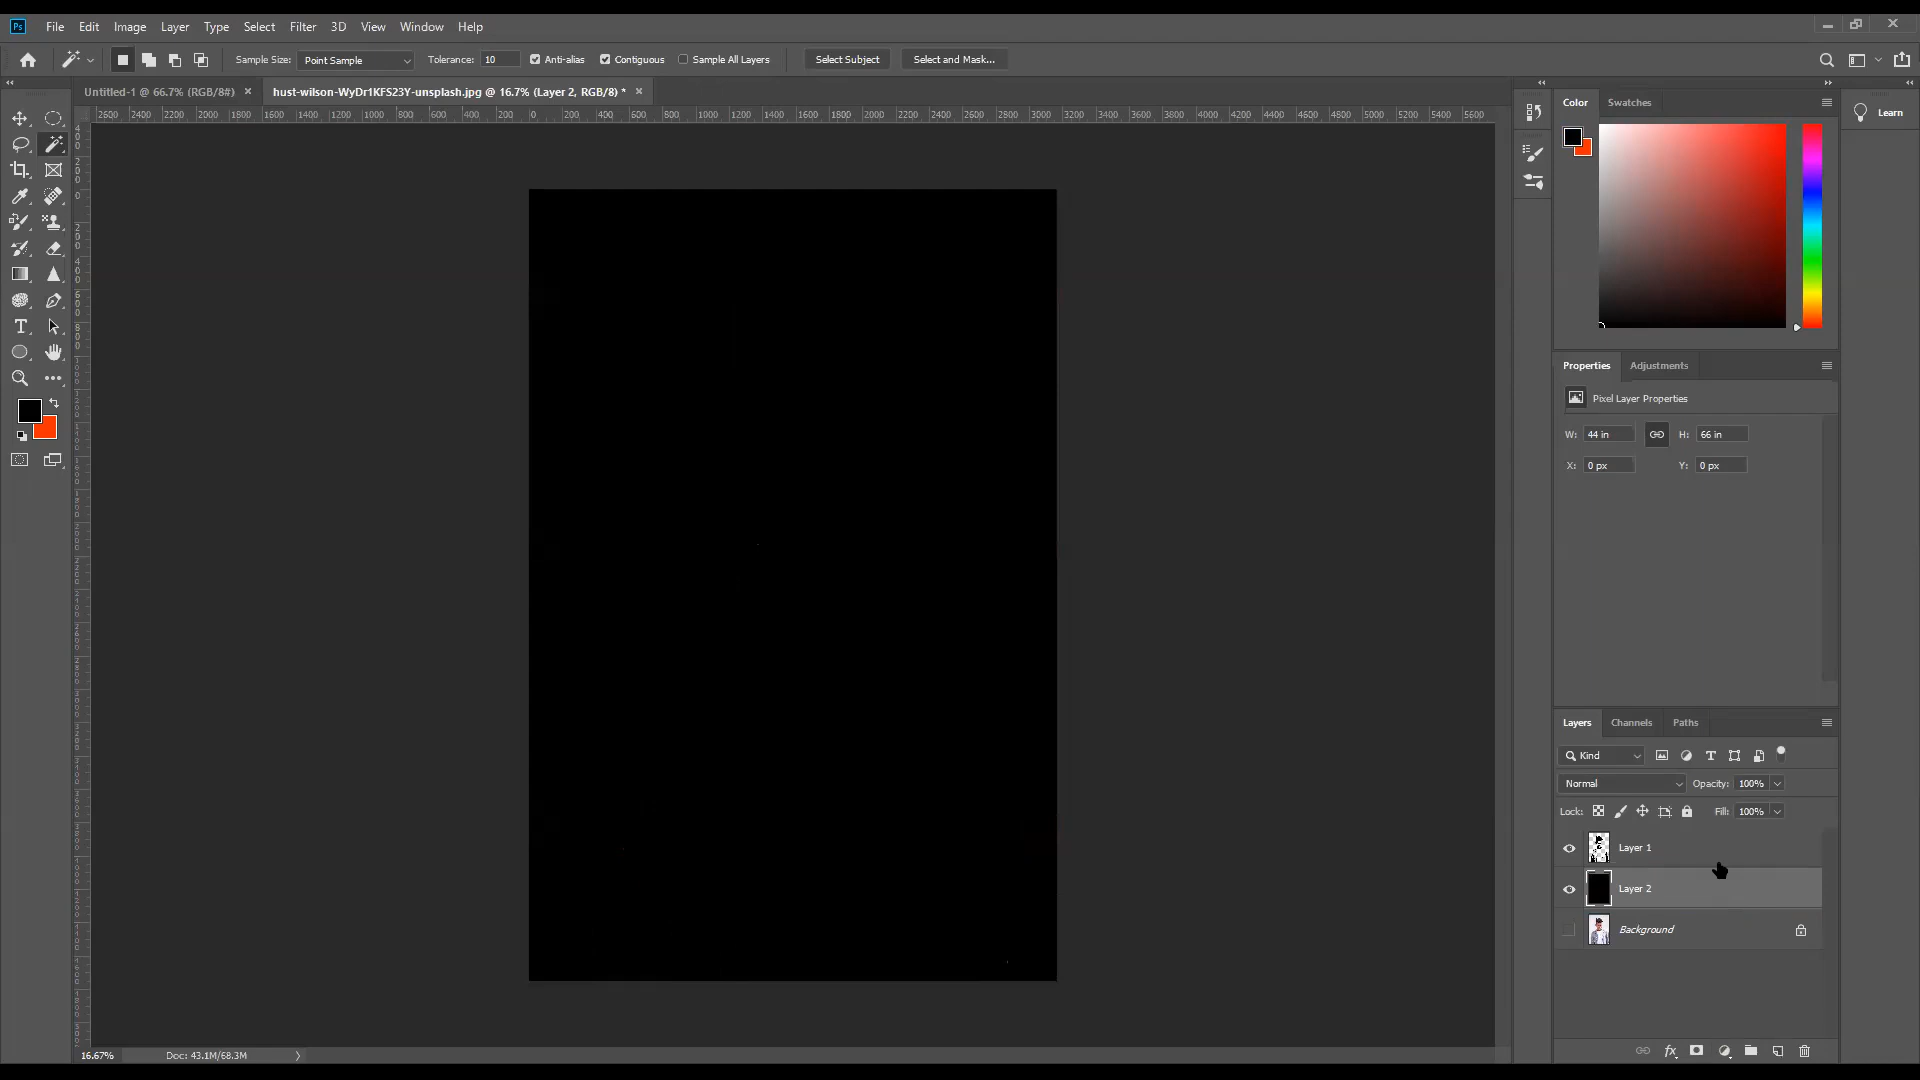 Ps File Edit Image Layer Type Select Filter 3D View Window Help
Sample Size: Point Sample Tolerance: 10 Anti-alias Contiguous Sample All Layers Select Subject Select and Mask...
Untitled-1 @ 66.7% (RGB/8#) × hust-wilson-WyDr1KFS23Y-unsplash.jpg @ 16.7% (Layer 2, RGB/8) * ×
2600 2400 2200 2000 1800 1600 1400 1200 1000 800 600 400 200 0 200 400 600 800 1000 1200 1400 1600 1800 2000 2200 2400 2600 2800 3000 3200 3400 3600 3800 4000 4200 4400 4600 4800 5000 5200 5400 5600
Color Swatches
Learn
Properties Adjustments
Pixel Layer Properties
W: 44 in H: 66 in
X: 0 px Y: 0 px
Layers Channels Paths
Kind
Normal Opacity: 100%
Lock: Fill: 100%
Layer 1
Layer 2
Background
16.67% Doc: 43.1M/68.3M